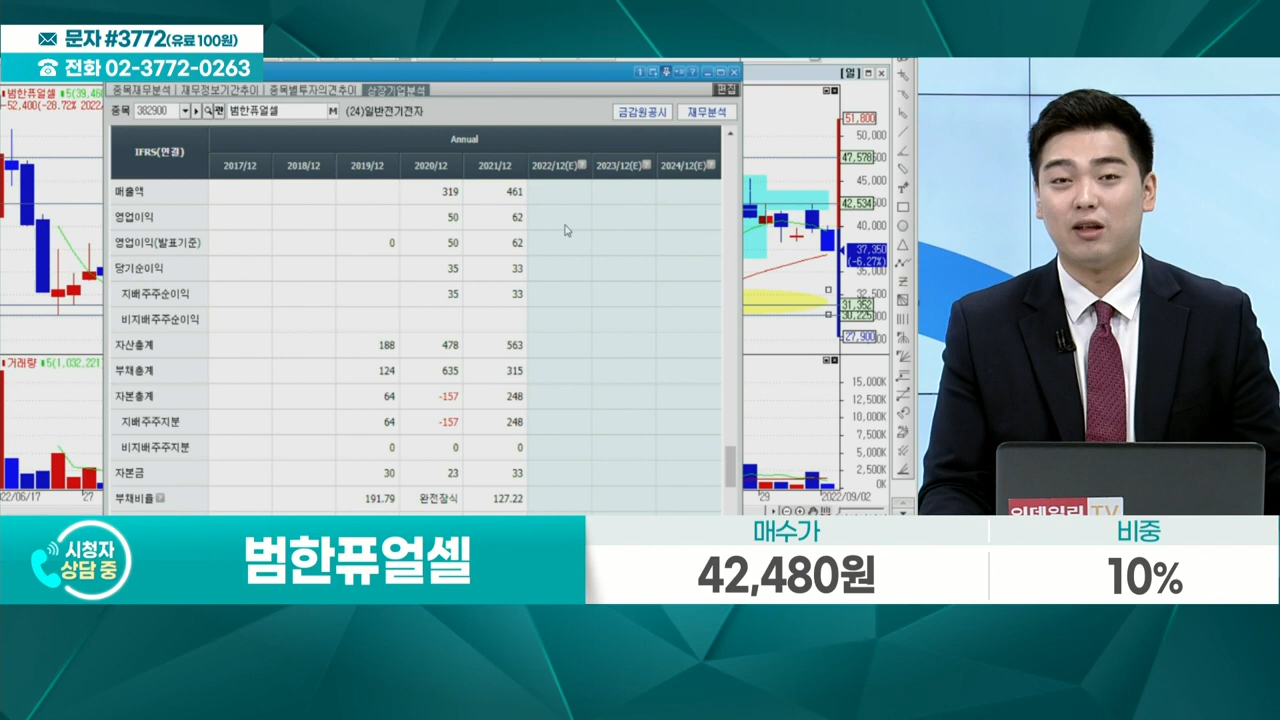 문자 #3772(유료 100원)
전화 02-3772-0263
종목재무분석 | 재무정보기간추이 | 종목별투자의견추이 | 상장기업분석 편집
종목 382900 범한퓨얼셀 (24)일반전기전자 금감원공시 재무분석
IFRS(연결) Annual
2017/12 2018/12 2019/12 2020/12 2021/12 2022/12(E) 2023/12(E) 2024/12(E)
매출액 319 461
영업이익 50 62
영업이익(발표기준) 0 50 62
당기순이익 35 33
지배주주순이익 35 33
비지배주주순이익
자산총계 188 478 563
부채총계 124 635 315
자본총계 64 -157 248
지배주주지분 64 -157 248
비지배주주지분 0 0 0
자본금 30 23 33
부채비율 191.79 완전잠식 127.22
범한퓨얼셀
-52,400(-28.72%
거래량 5(1,032,221
22/06/17 27
[일]
51,800
50,000
47,578
45,000
42,534
40,000
37,350
(-6.27%)
35,000
32,500
31,352
30,225
27,900
15,000K
12,500K
10,000K
7,500K
5,000K
2,500K
0K
29 2022/09/02
이데일리 TV
시청자
상담 중
범한퓨얼셀
매수가 비중
42,480원 10%